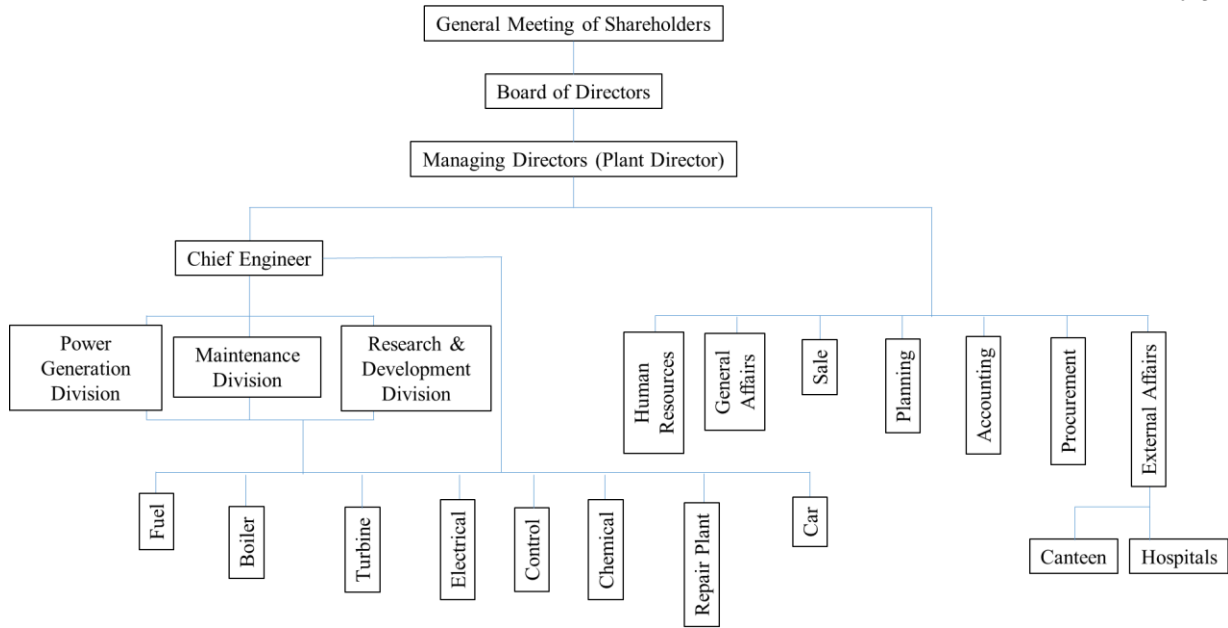 General Meeting of Shareholders
Board of Directors
Managing Directors (Plant Director)
Chief Engineer
Power
Generation
Division
Maintenance
Division
Research &
Development
Division
Human
Resources
General
Affairs
Sale
Planning
Accounting
Procurement
External Affairs
Fuel
Boiler
Turbine
Electrical
Control
Chemical
Repair Plant
Car
Canteen
Hospitals